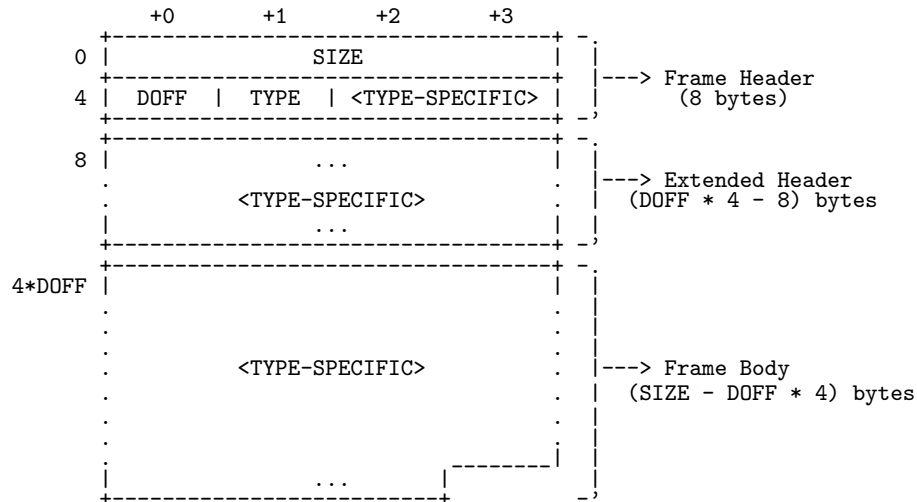 +0 +1 +2 +3
0 SIZE
---> Frame Header
4 DOFF | TYPE | <TYPE-SPECIFIC>
(8 bytes)
8 ...
---> Extended Header
<TYPE-SPECIFIC>
(DOFF * 4 - 8) bytes
...
4*DOFF
<TYPE-SPECIFIC>
---> Frame Body
(SIZE - DOFF * 4) bytes
...